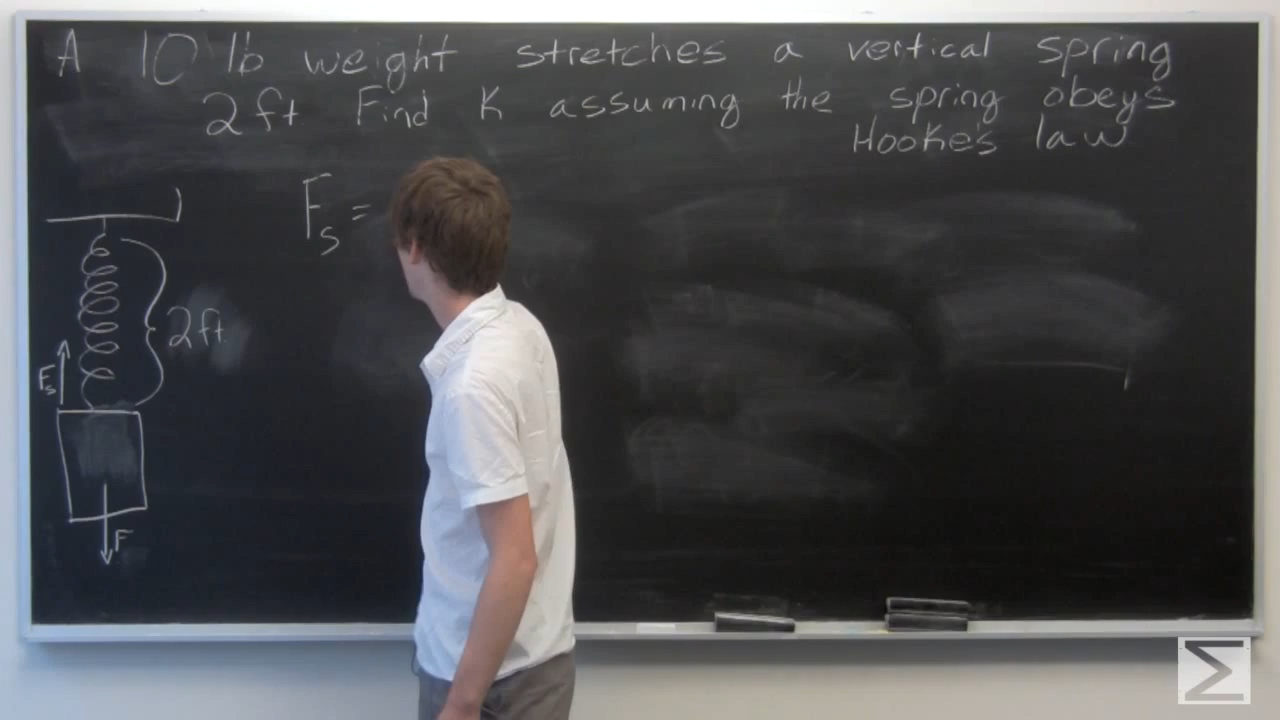 A 10 lb weight stretches a vertical spring
2ft Find K assuming the spring obeys
Hooke's law
Fs =
2ft
Fs
F
Σ